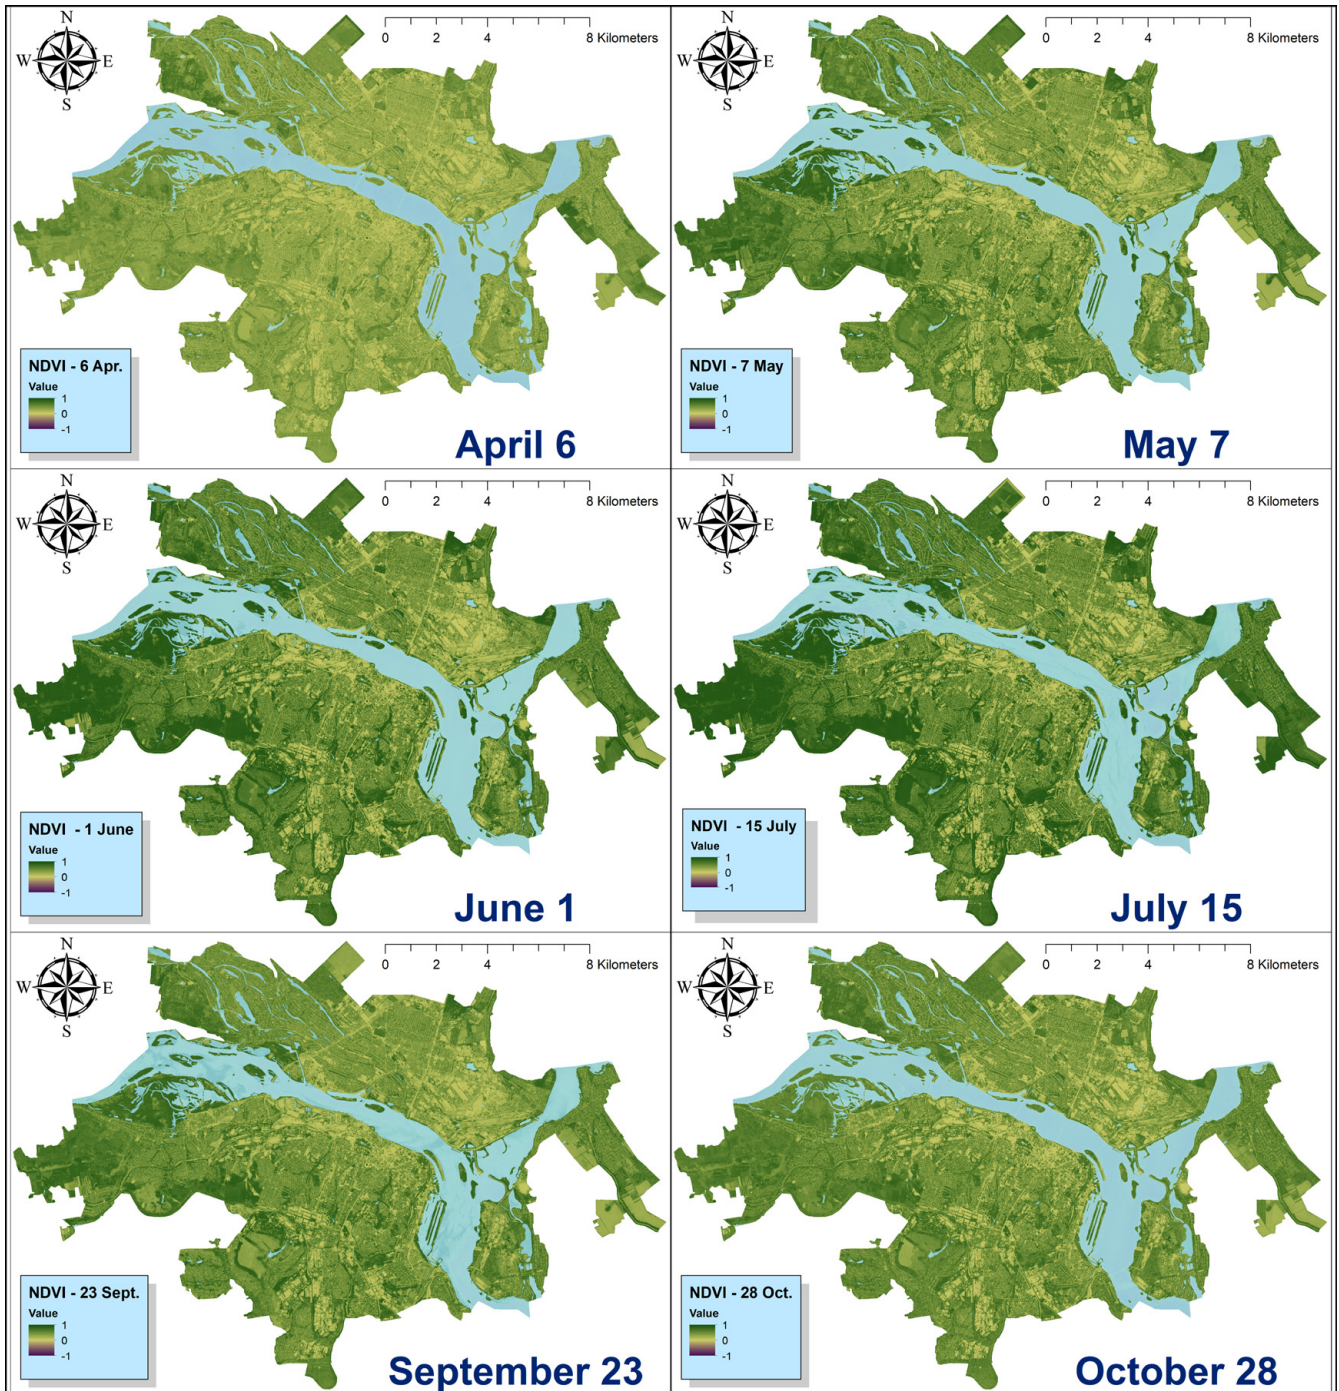 N
W E
S
0 2 4 8 Kilometers
NDVI - 6 Apr.
Value
1
0
-1
April 6
N
W E
S
0 2 4 8 Kilometers
NDVI - 7 May
Value
1
0
-1
May 7
N
W E
S
0 2 4 8 Kilometers
NDVI - 1 June
Value
1
0
-1
June 1
N
W E
S
0 2 4 8 Kilometers
NDVI - 15 July
Value
1
0
-1
July 15
N
W E
S
0 2 4 8 Kilometers
NDVI - 23 Sept.
Value
1
0
-1
September 23
N
W E
S
0 2 4 8 Kilometers
NDVI - 28 Oct.
Value
1
0
-1
October 28